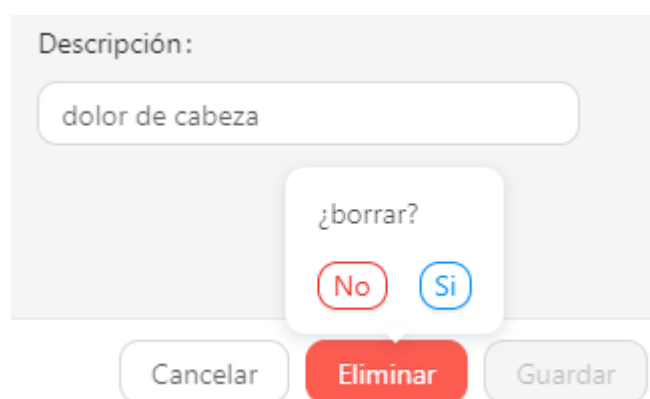 Descripción:
dolor de cabeza
¿borrar?
No Si
Cancelar Eliminar Guardar